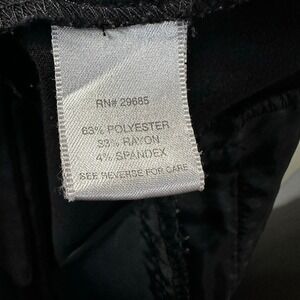 RN# 29685
63% POLYESTER
33% RAYON
4% SPANDEX
SEE REVERSE FOR CARE